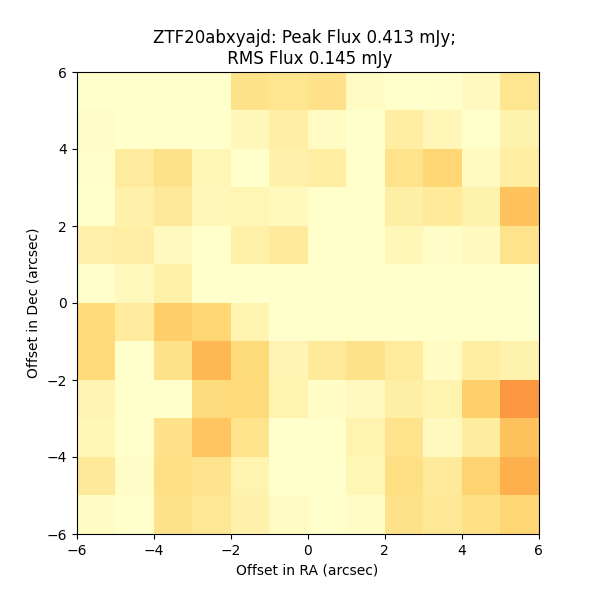 ZTF20abxyajd: Peak Flux 0.413 mJy;
RMS Flux 0.145 mJy
6
4
2
0
−2
−4
−6
Offset in Dec (arcsec)
−6 −4 −2 0 2 4 6
Offset in RA (arcsec)